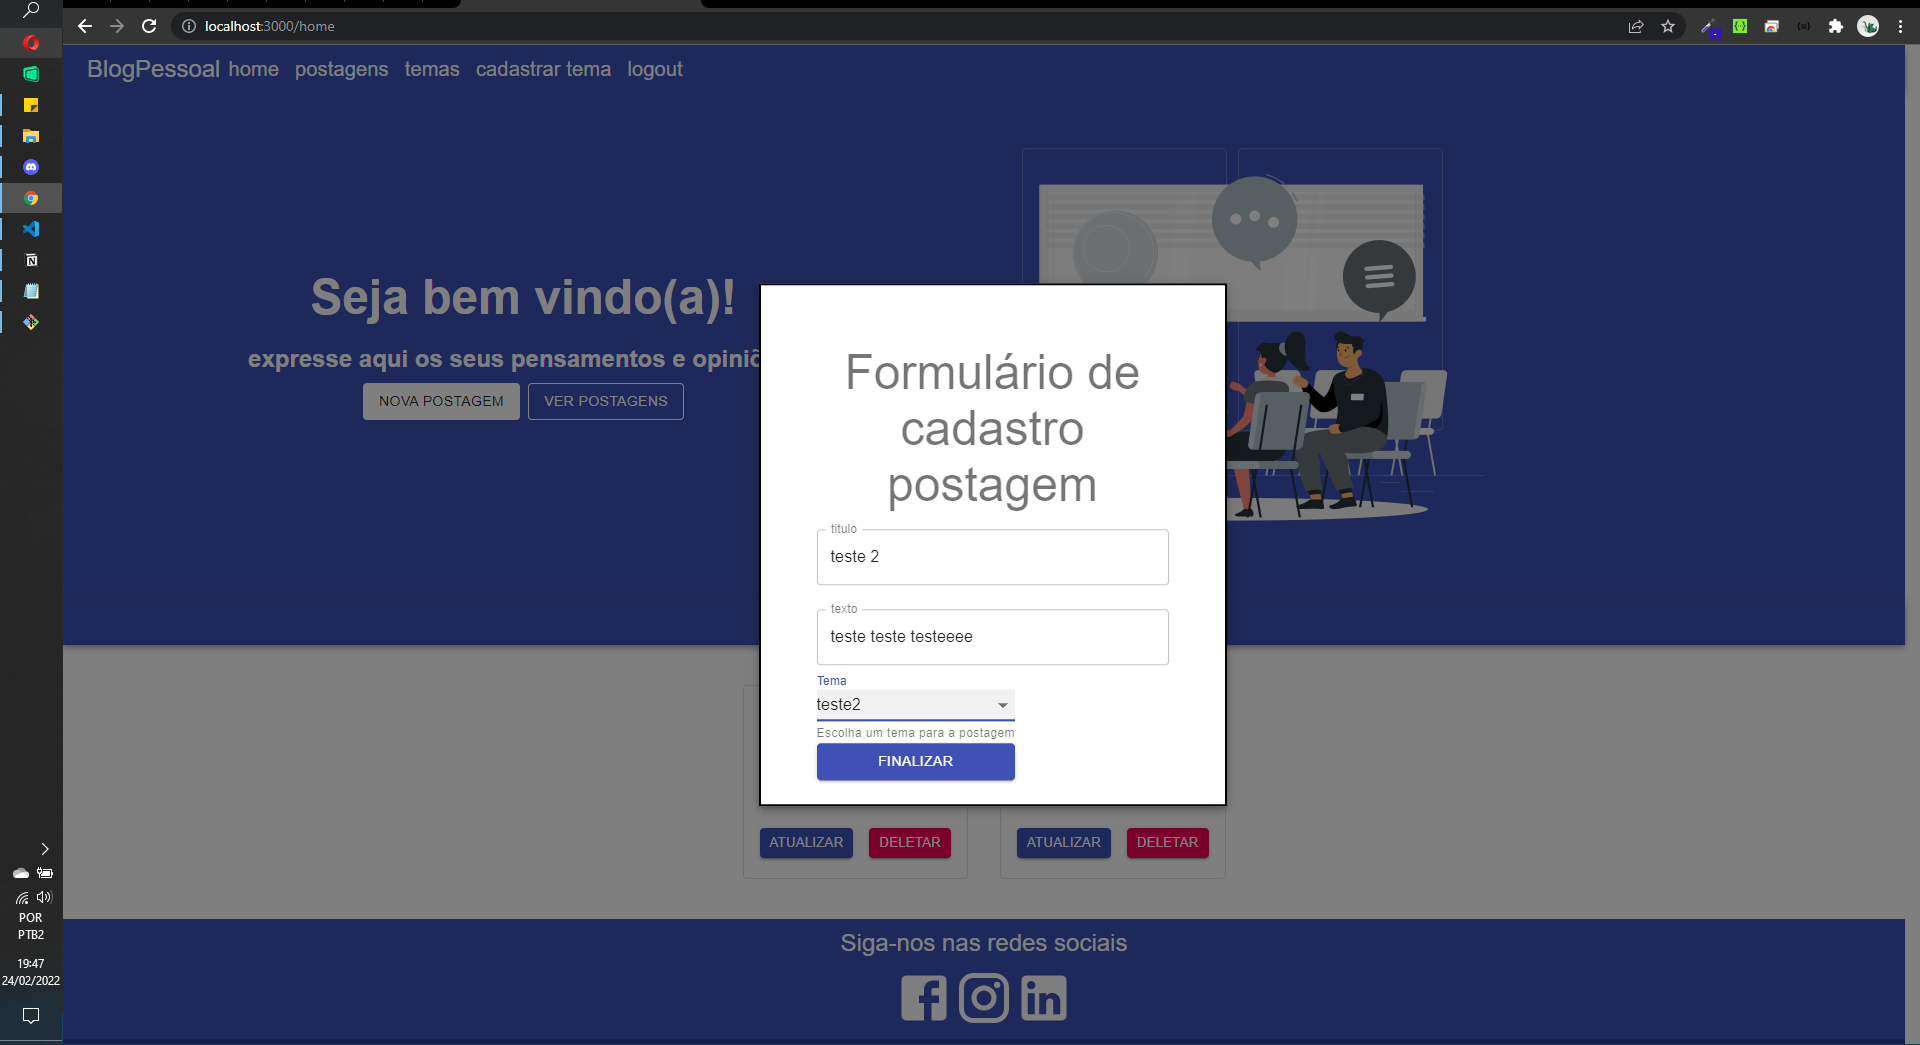 localhost:3000/home
BlogPessoal home postagens temas cadastrar tema logout
Seja bem vindo(a)!
expresse aqui os seus pensamentos e
NOVA POSTAGEM VER POSTAGENS
Formulário de
cadastro
postagem
titulo
teste 2
texto
teste teste testeeee
Tema
teste2
Escolha um tema para a postagem
FINALIZAR
ATUALIZAR DELETAR ATUALIZAR DELETAR
Siga-nos nas redes sociais
POR
PTB2
19:47
24/02/2022